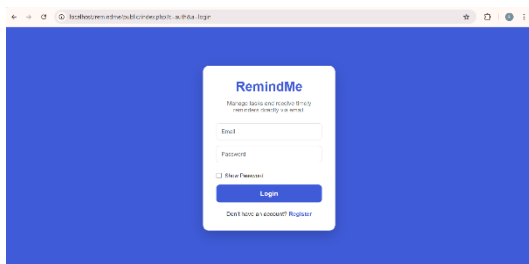 localhost/remindme/public/index.php?c=auth&a=login
RemindMe
Manage tasks and receive timely
reminders directly via email
Email
Password
Show Password
Login
Don't have an account? Register